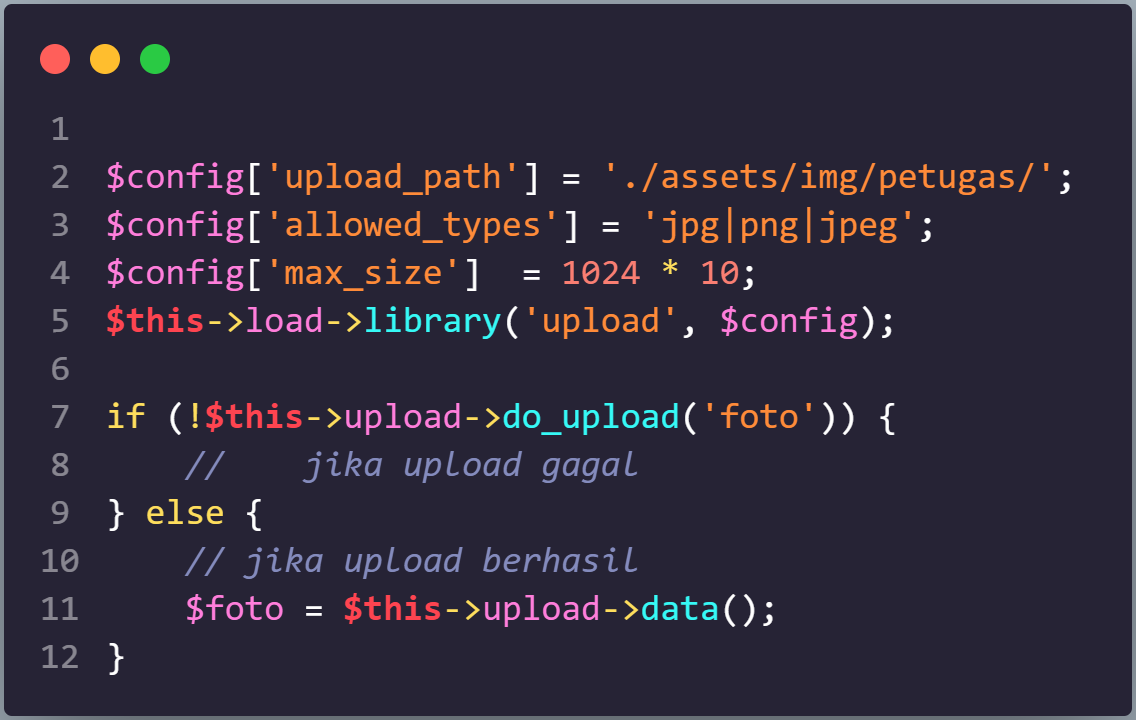 1
2 $config['upload_path'] = './assets/img/petugas/';
3 $config['allowed_types'] = 'jpg|png|jpeg';
4 $config['max_size']  = 1024 * 10;
5 $this->load->library('upload', $config);
6
7 if (!$this->upload->do_upload('foto')) {
8     //    jika upload gagal
9 } else {
10     // jika upload berhasil
11     $foto = $this->upload->data();
12 }